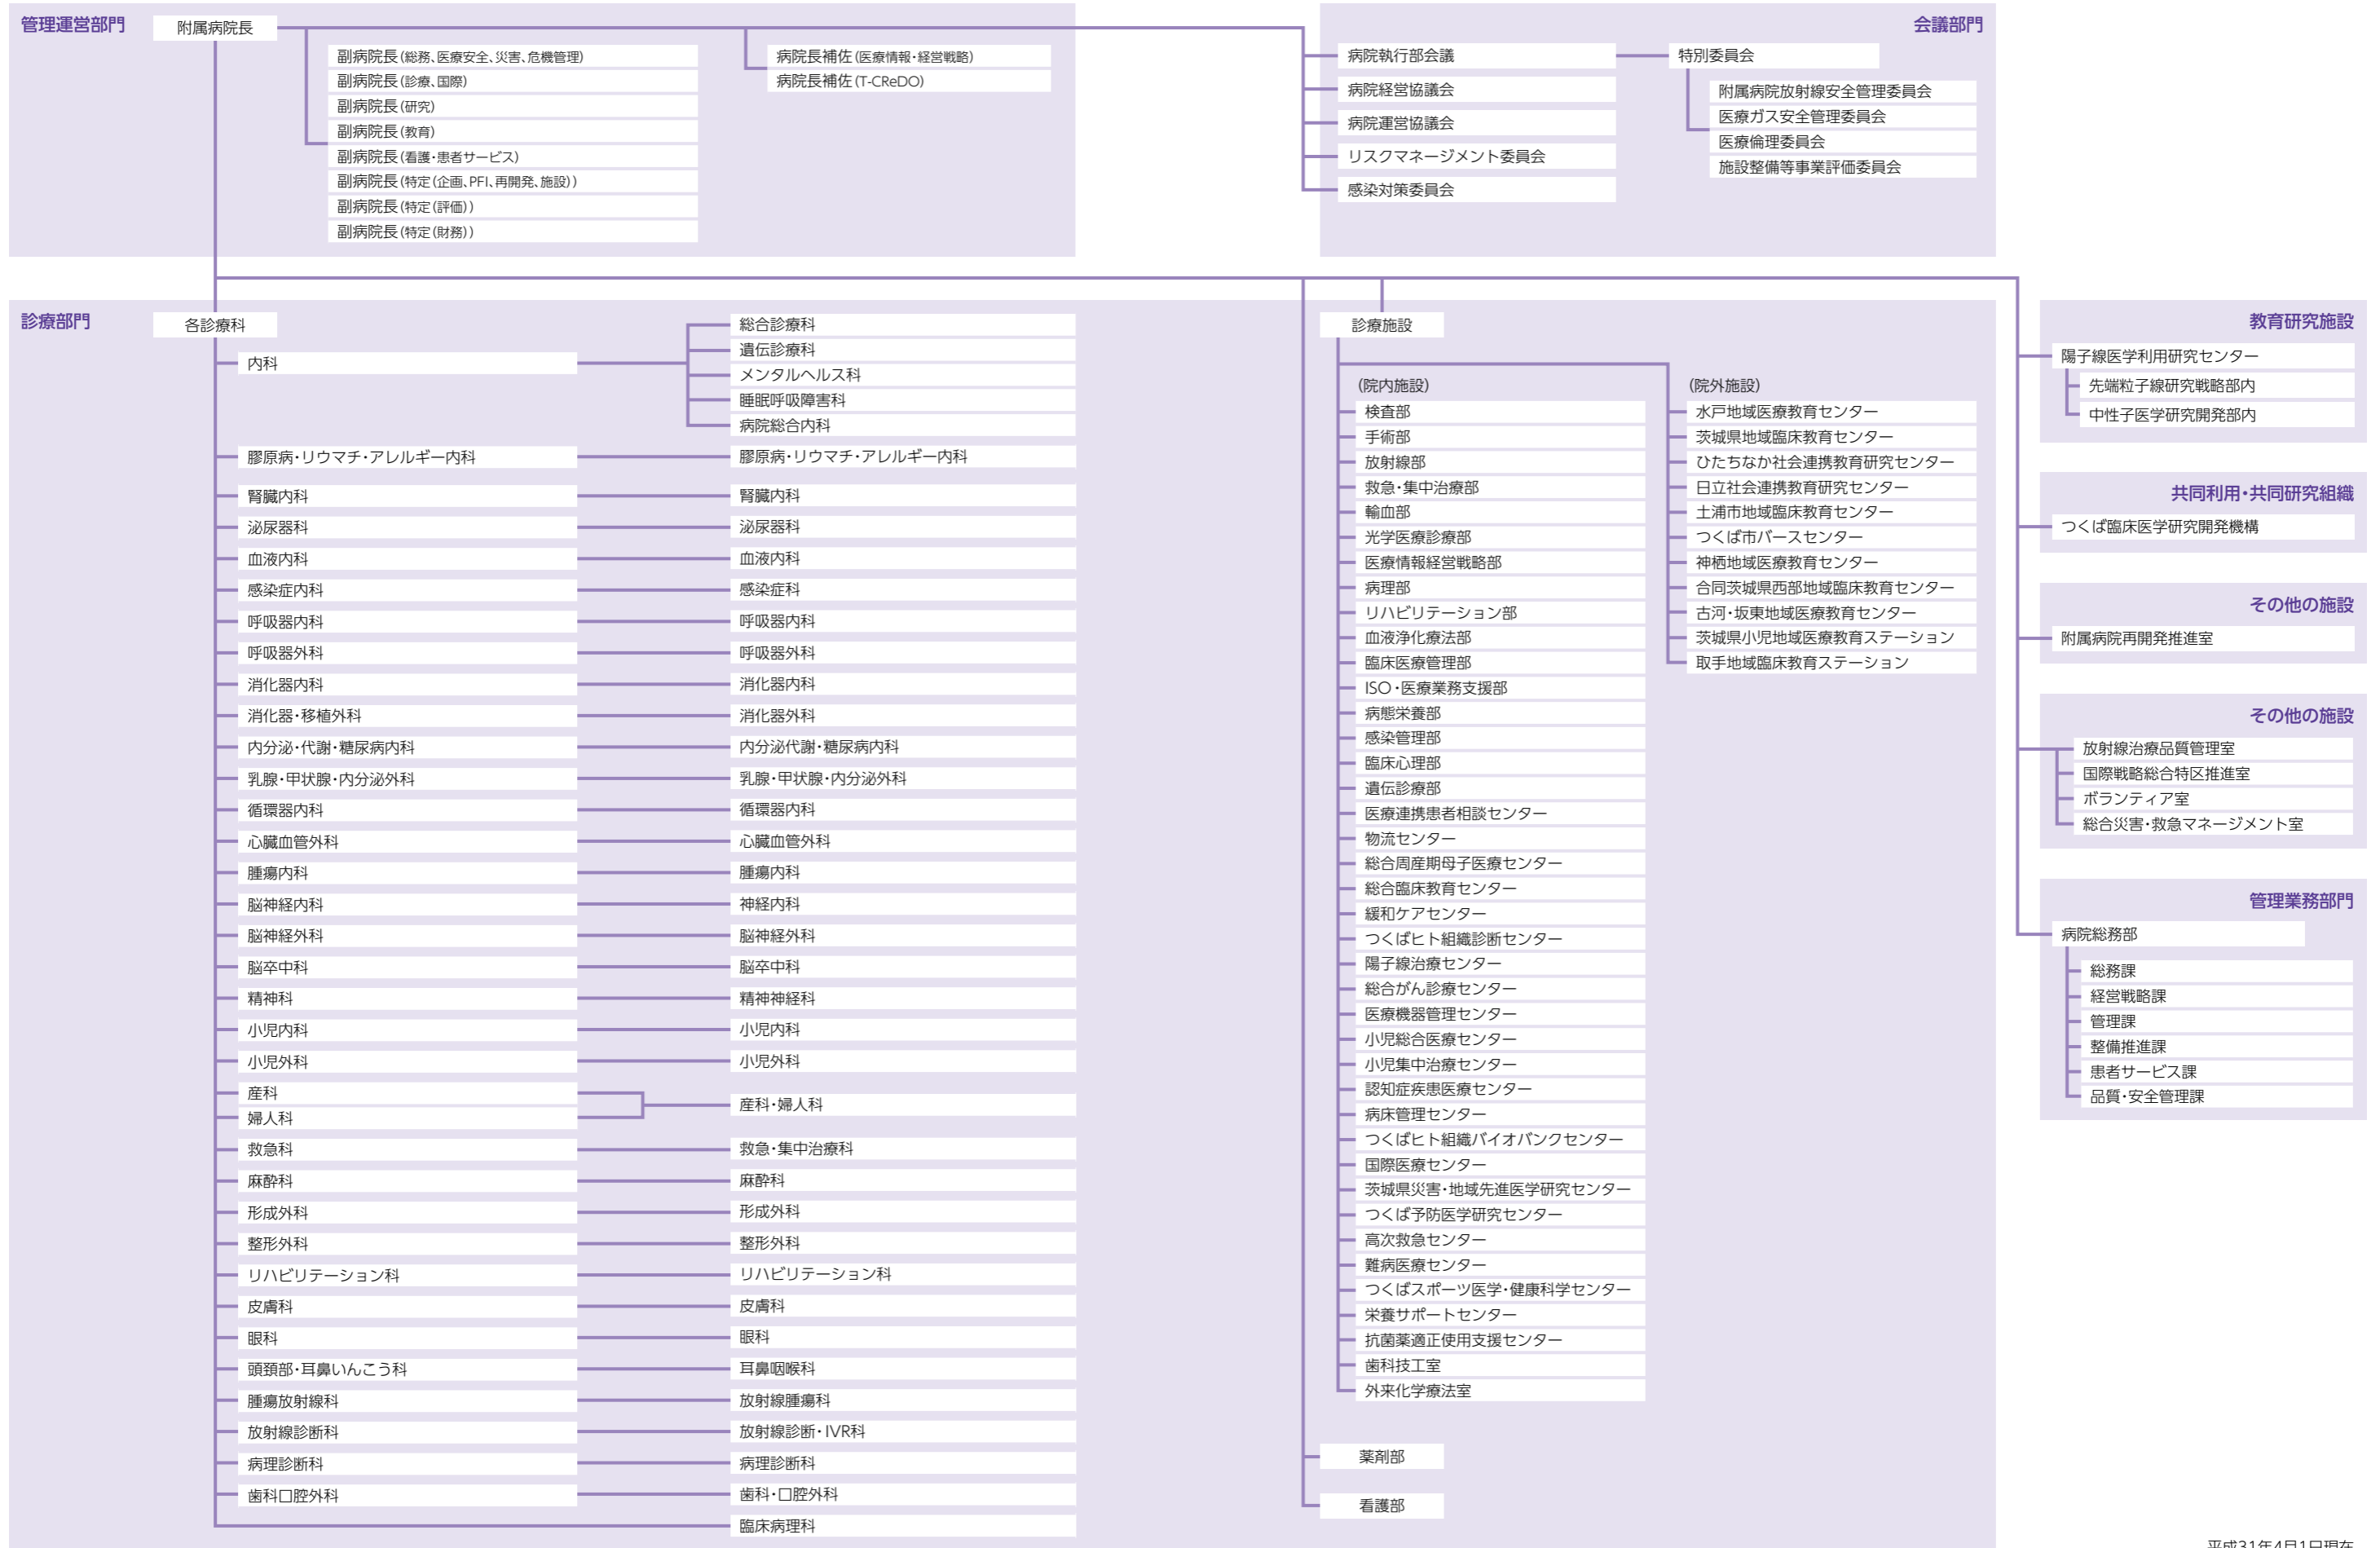 管理運営部門
附属病院長
副病院長(総務、医療安全、災害、危機管理)
副病院長(診療、国際)
副病院長(研究)
副病院長(教育)
副病院長(看護・患者サービス)
副病院長(特定(企画、PFI、再開発、施設))
副病院長(特定(評価))
副病院長(特定(財務))
病院長補佐(医療情報・経営戦略)
病院長補佐(T-CReDO)
会議部門
病院執行部会議
病院経営協議会
病院運営協議会
リスクマネージメント委員会
感染対策委員会
特別委員会
附属病院放射線安全管理委員会
医療ガス安全管理委員会
医療倫理委員会
施設整備等事業評価委員会
診療部門
各診療科
内科
総合診療科
遺伝診療科
メンタルヘルス科
睡眠呼吸障害科
病院総合内科
膠原病・リウマチ・アレルギー内科
膠原病・リウマチ・アレルギー内科
腎臓内科
腎臓内科
泌尿器科
泌尿器科
血液内科
血液内科
感染症内科
感染症科
呼吸器内科
呼吸器内科
呼吸器外科
呼吸器外科
消化器内科
消化器内科
消化器・移植外科
消化器外科
内分泌・代謝・糖尿病内科
内分泌代謝・糖尿病内科
乳腺・甲状腺・内分泌外科
乳腺・甲状腺・内分泌外科
循環器内科
循環器内科
心臓血管外科
心臓血管外科
腫瘍内科
腫瘍内科
脳神経内科
神経内科
脳神経外科
脳神経外科
脳卒中科
脳卒中科
精神科
精神神経科
小児内科
小児内科
小児外科
小児外科
産科
婦人科
産科・婦人科
救急科
救急・集中治療科
麻酔科
麻酔科
形成外科
形成外科
整形外科
整形外科
リハビリテーション科
リハビリテーション科
皮膚科
皮膚科
眼科
眼科
頭頚部・耳鼻いんこう科
耳鼻咽喉科
腫瘍放射線科
放射線腫瘍科
放射線診断科
放射線診断・IVR科
病理診断科
病理診断科
歯科口腔外科
歯科・口腔外科
臨床病理科
診療施設
(院内施設)
検査部
手術部
放射線部
救急・集中治療部
輸血部
光学医療診療部
医療情報経営戦略部
病理部
リハビリテーション部
血液浄化療法部
臨床医療管理部
ISO・医療業務支援部
病態栄養部
感染管理部
臨床心理部
遺伝診療部
医療連携患者相談センター
物流センター
総合周産期母子医療センター
総合臨床教育センター
緩和ケアセンター
つくばヒト組織診断センター
陽子線治療センター
総合がん診療センター
医療機器管理センター
小児総合医療センター
小児集中治療センター
認知症疾患医療センター
病床管理センター
つくばヒト組織バイオバンクセンター
国際医療センター
茨城県災害・地域先進医学研究センター
つくば予防医学研究センター
高次救急センター
難病医療センター
つくばスポーツ医学・健康科学センター
栄養サポートセンター
抗菌薬適正使用支援センター
歯科技工室
外来化学療法室
(院外施設)
水戸地域医療教育センター
茨城県地域臨床教育センター
ひたちなか社会連携教育研究センター
日立社会連携教育研究センター
土浦市地域臨床教育センター
つくば市バースセンター
神栖地域医療教育センター
合同茨城県西部地域臨床教育センター
古河・坂東地域医療教育センター
茨城県小児地域医療教育ステーション
取手地域臨床教育ステーション
薬剤部
看護部
教育研究施設
陽子線医学利用研究センター
先端粒子線研究戦略部内
中性子医学研究開発部内
共同利用・共同研究組織
つくば臨床医学研究開発機構
その他の施設
附属病院再開発推進室
その他の施設
放射線治療品質管理室
国際戦略総合特区推進室
ボランティア室
総合災害・救急マネージメント室
管理業務部門
病院総務部
総務課
経営戦略課
管理課
整備推進課
患者サービス課
品質・安全管理課
平成31年4月1日現在